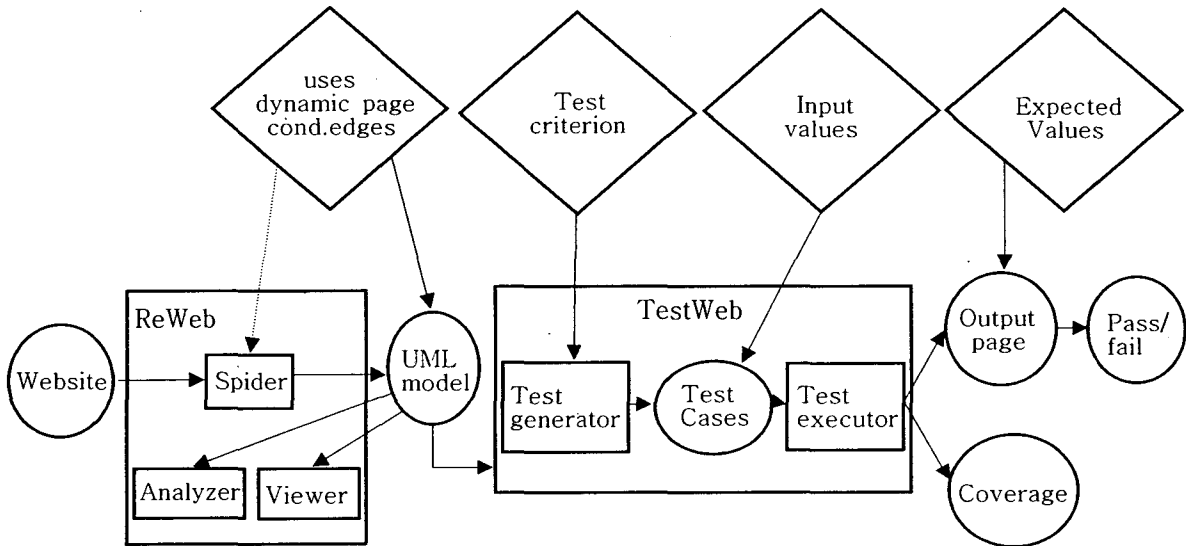 uses
dynamic page
cond.edges
Test
criterion
Input
values
Expected
Values
ReWeb
TestWeb
Website
Spider
UML
model
Test
generator
Test
Cases
Test
executor
Output
page
Pass/
fail
Analyzer
Viewer
Coverage